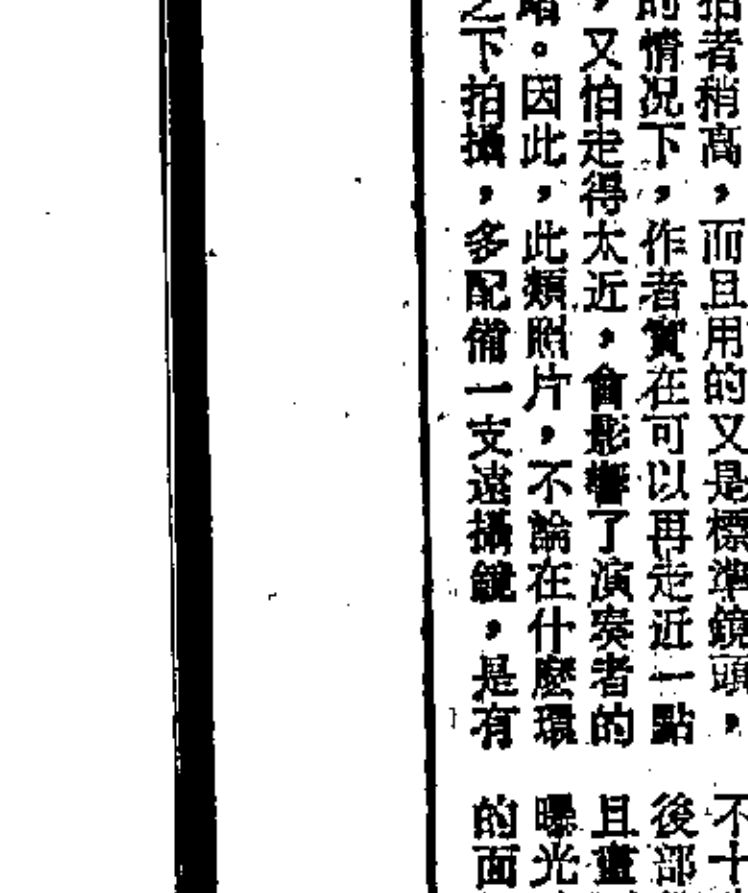 拍者稍高，而且用的又是標準鏡頭，
的情況下，作者實在可以再走近一點
，又怕走得太近，會影響了演奏者的
。因此，此類照片，不論在什麼環
之下拍攝，多配備一支遠攝鏡，是有
不十
後部
且畫
曝光
的面